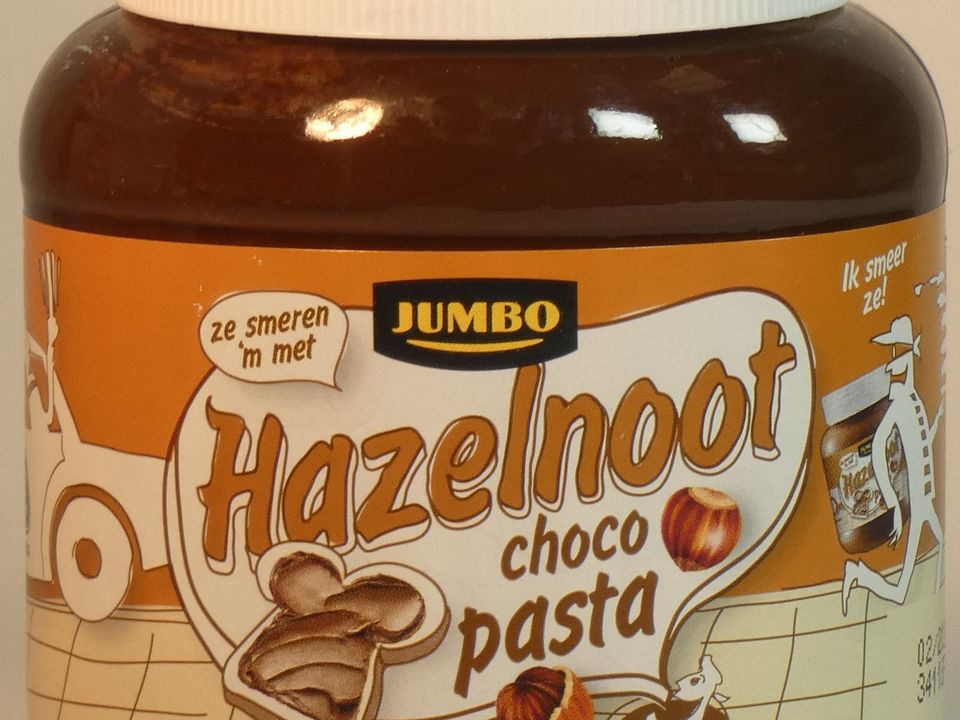 JUMBO
ze smeren
'm met
Hazelnoot
choco
pasta
Ik smeer
ze!